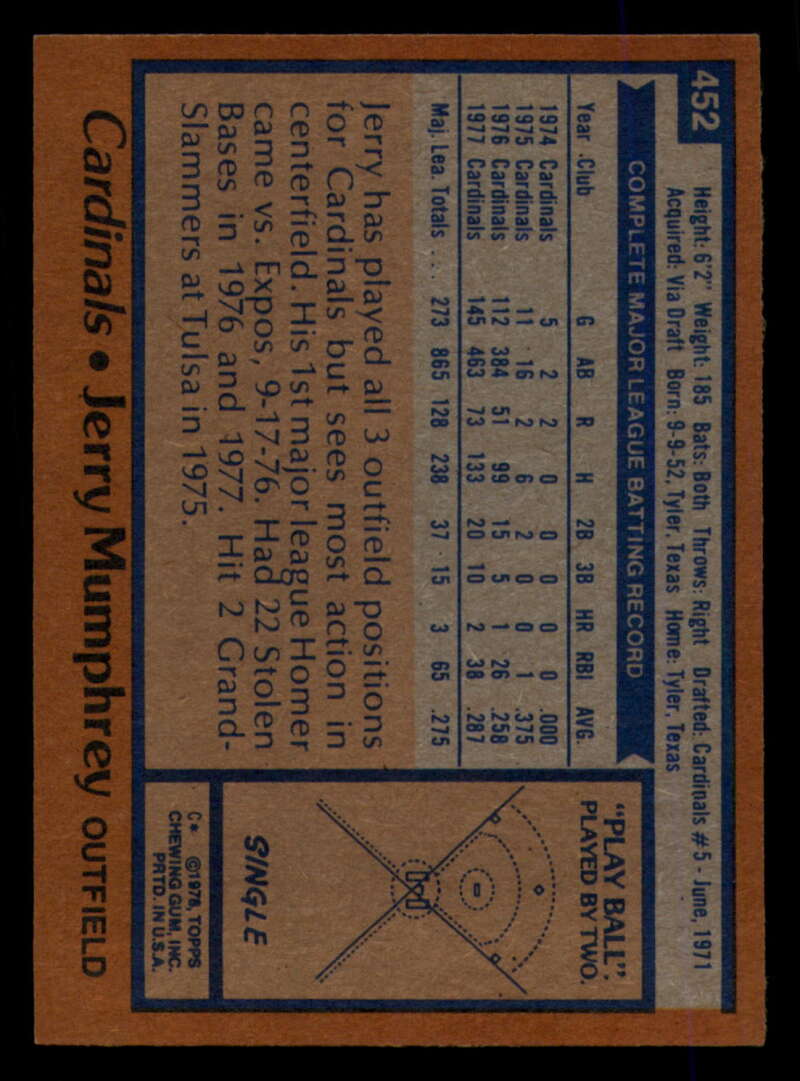 452
Height: 6'2" Weight: 185 Bats: Both Throws: Right Drafted: Cardinals #5 - June, 1971
Acquired: Via Draft Born: 9-9-52, Tyler, Texas Home: Tyler, Texas
COMPLETE MAJOR LEAGUE BATTING RECORD
Year Club G AB R H 2B 3B HR RBI AVG.
1974 Cardinals 5 2 2 0 0 0 0 0 .000
1975 Cardinals 11 16 2 6 2 0 0 1 .375
1976 Cardinals 112 384 51 99 15 5 1 26 .258
1977 Cardinals 145 463 73 133 20 10 2 38 .287
Maj. Lea. Totals ... 273 865 128 238 37 15 3 65 .275
Jerry has played all 3 outfield positions
for Cardinals but sees most action in
centerfield. His 1st major league Homer
came vs. Expos, 9-17-76. Had 22 Stolen
Bases in 1976 and 1977. Hit 2 Grand-
Slammers at Tulsa in 1975.
"PLAY BALL":
PLAYED BY TWO.
SINGLE
C* ©1978, TOPPS
CHEWING GUM, INC.
PRTD. IN U.S.A.
Cardinals • Jerry Mumphrey OUTFIELD